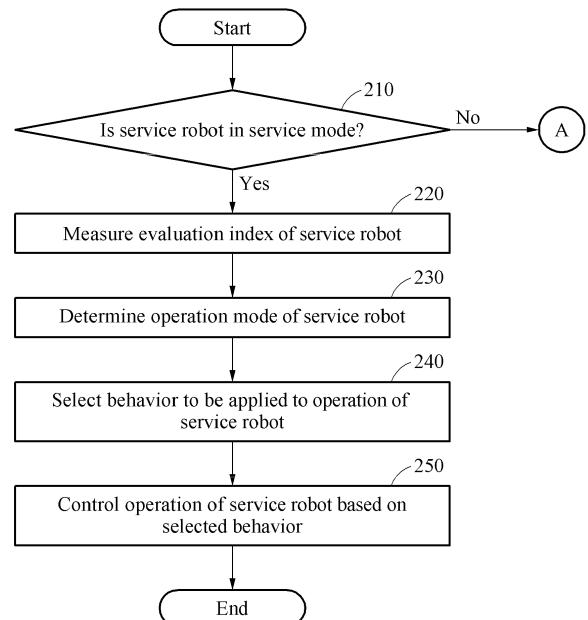 Start
210
Is service robot in service mode?
No
A
Yes
220
Measure evaluation index of service robot
230
Determine operation mode of service robot
240
Select behavior to be applied to operation of
service robot
250
Control operation of service robot based on
selected behavior
End